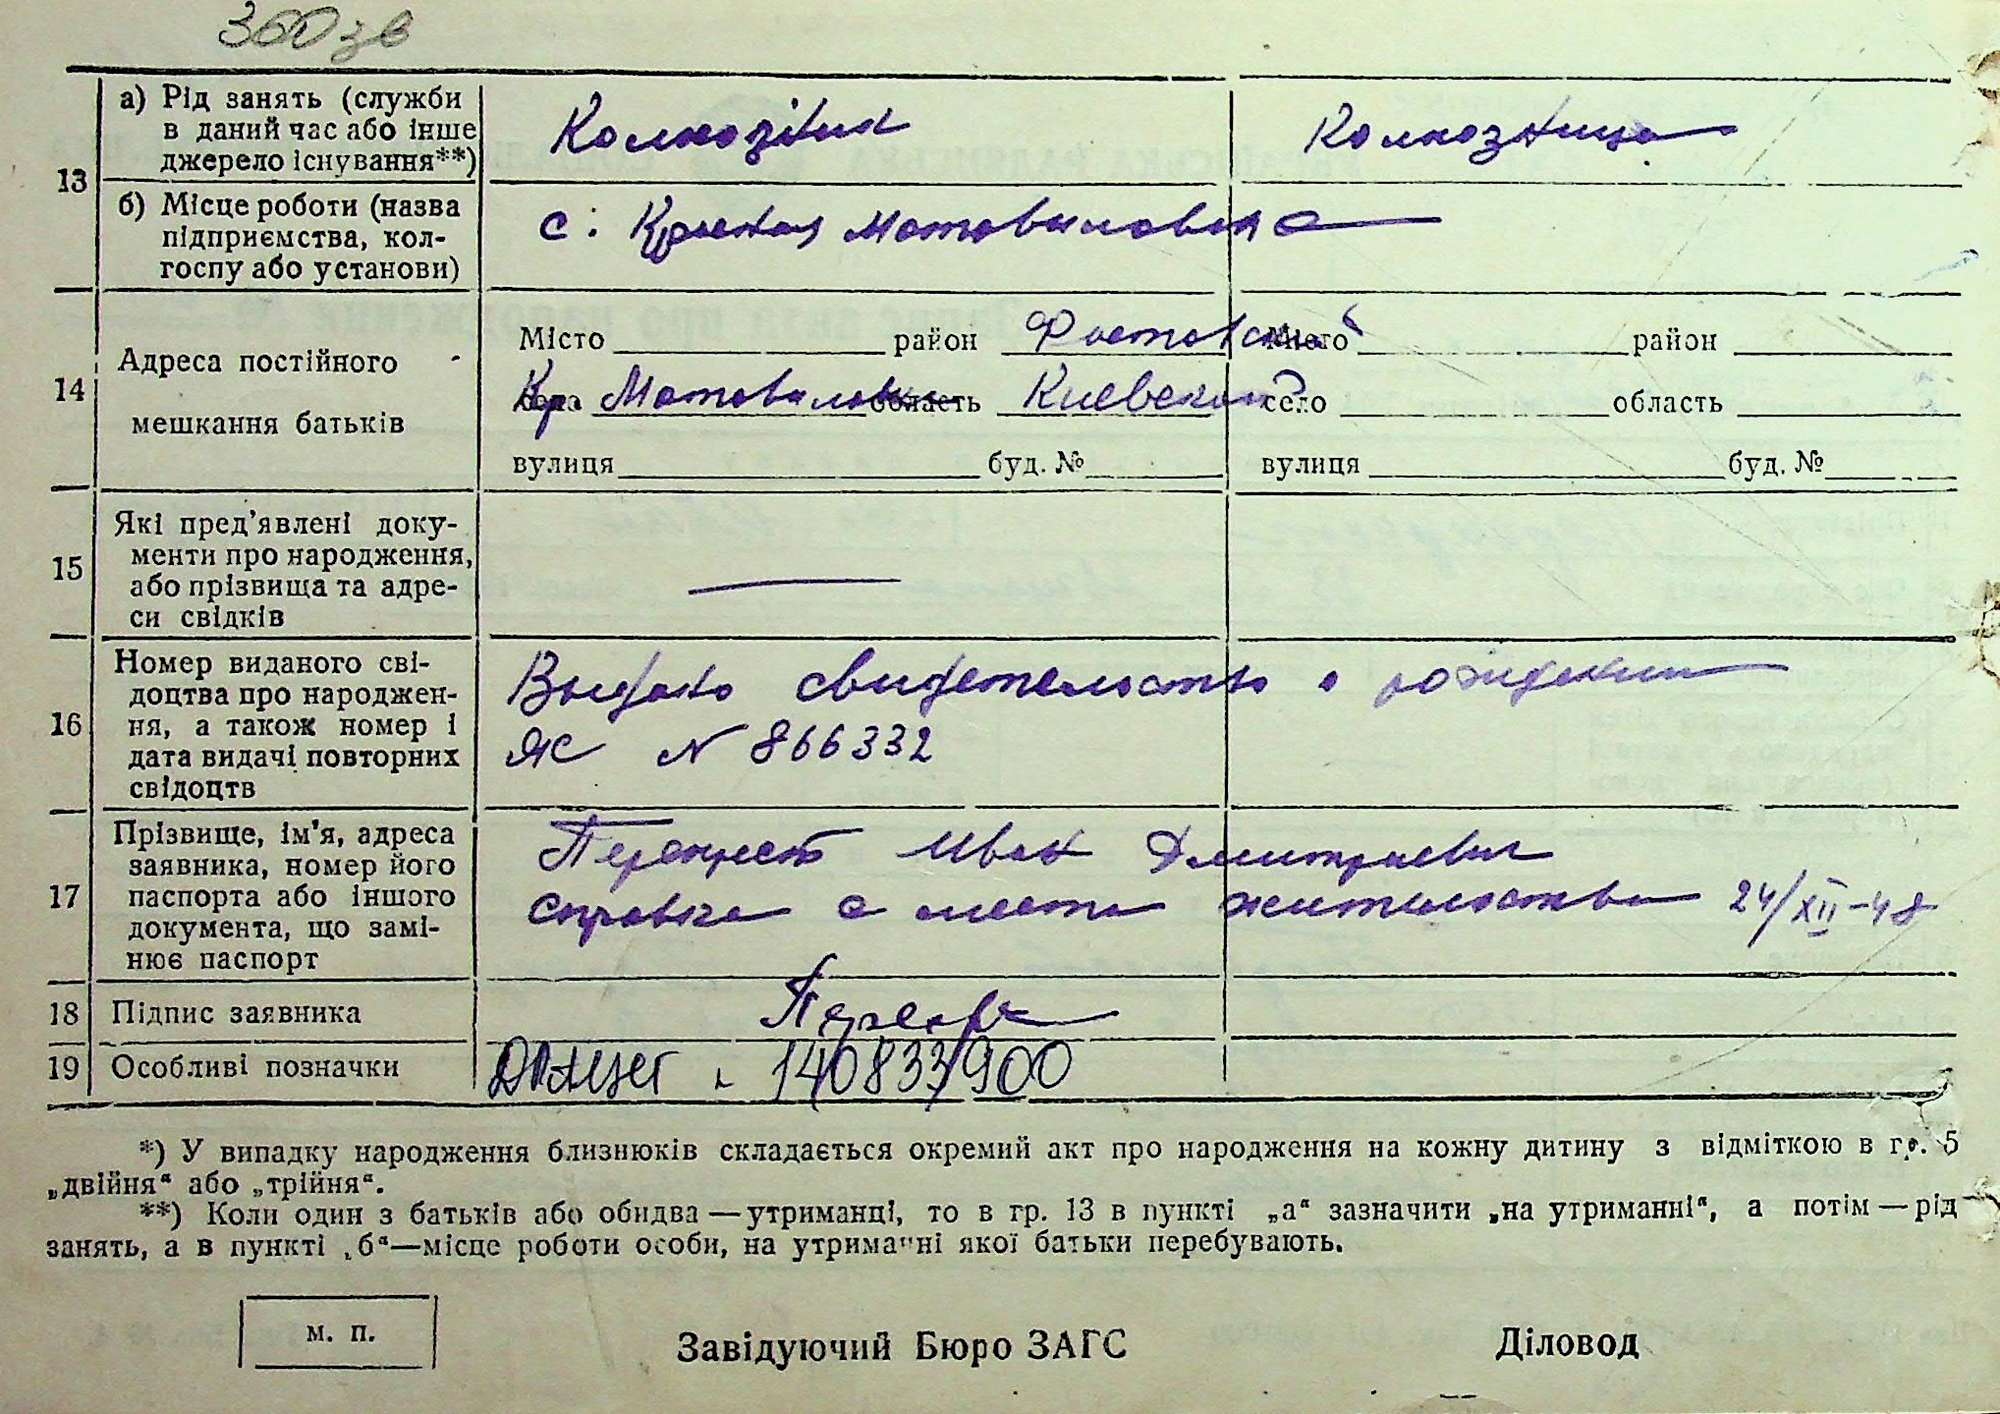 360зв
13
а) Рід занять (служби
в даний час або інше
джерело існування**)
Колхозник
Колхозница
б) Місце роботи (назва
підприємства, кол-
госпу або установи)
с. Красная Мотовиловка
14
Адреса постійного
мешкання батьків
Місто район Фастовский
село Кр. Мотовиловка область Киевской
вулиця буд. №
Місто район
село область
вулиця буд. №
15
Які пред'явлені доку-
менти про народження,
або прізвища та адре-
си свідків
—
16
Номер виданого сві-
доцтва про народжен-
ня, а також номер і
дата видачі повторних
свідоцтв
Выдано свидетельство о рождении
ЯС N 866332
17
Прізвище, ім'я, адреса
заявника, номер його
паспорта або іншого
документа, що замі-
нює паспорт
Перехрест Иван Дмитриевич
справка с места жительства 24/XII-48
18
Підпис заявника
19
Особливі позначки
140833/900
*) У випадку народження близнюків складається окремий акт про народження на кожну дитину з відміткою в гр. 5
„двійня“ або „трійня“.
**) Коли один з батьків або обидва — утриманці, то в гр. 13 в пункті „а“ зазначити „на утриманні“, а потім — рід
занять, а в пункті „б“—місце роботи особи, на утриманні якої батьки перебувають.
м. п.
Завідуючий Бюро ЗАГС
Діловод